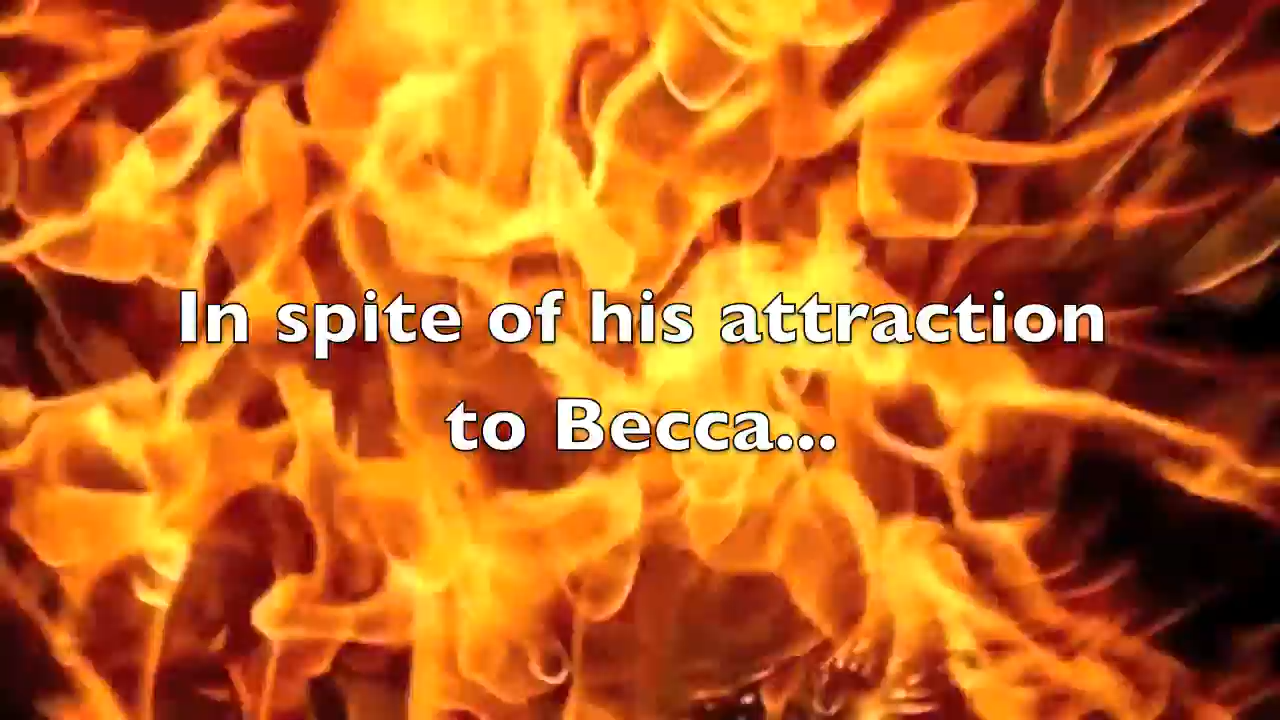 In spite of his attraction
to Becca...